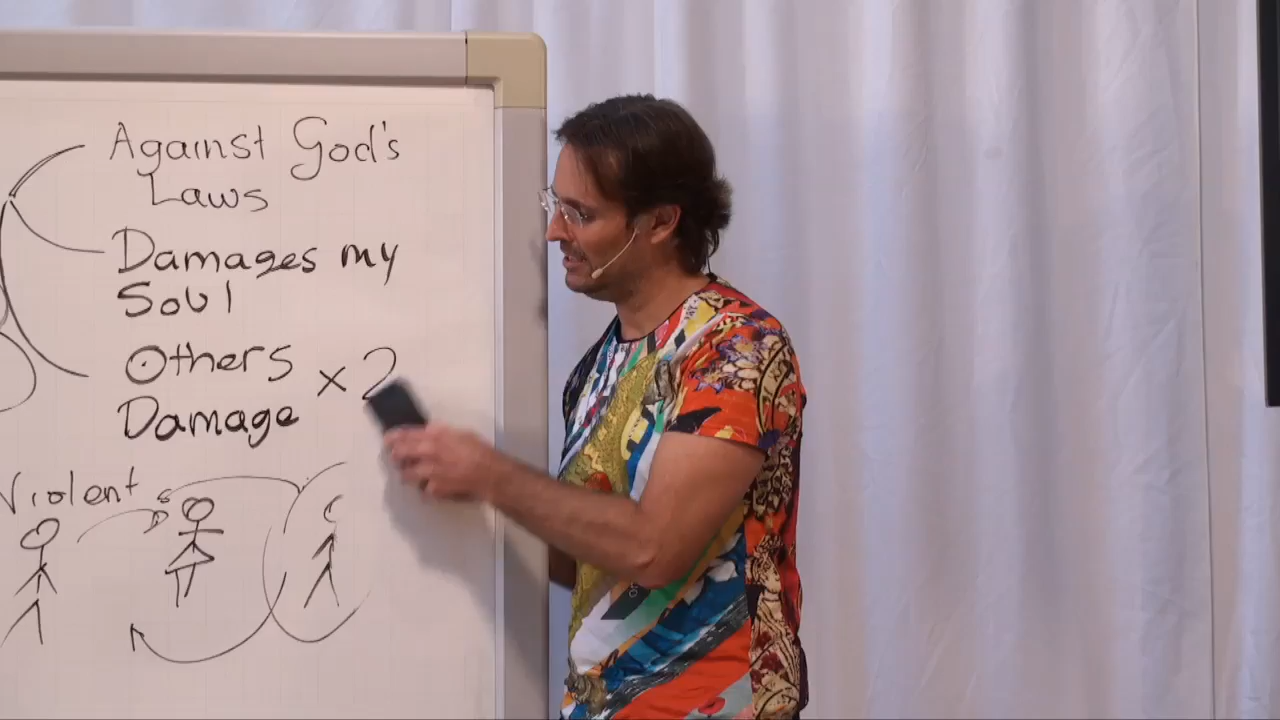 Against God's
Laws
Damages my
Soul
Others x 2
Damage
Violent